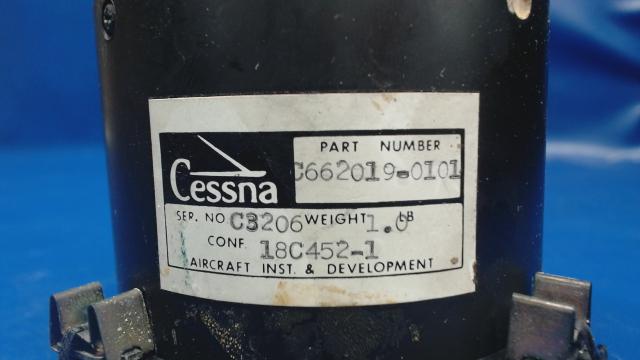 Cessna
PART NUMBER
C662019-0101
SER. NO C3206 WEIGHT 1.0 LB
CONF. 18C452-1
AIRCRAFT INST. & DEVELOPMENT